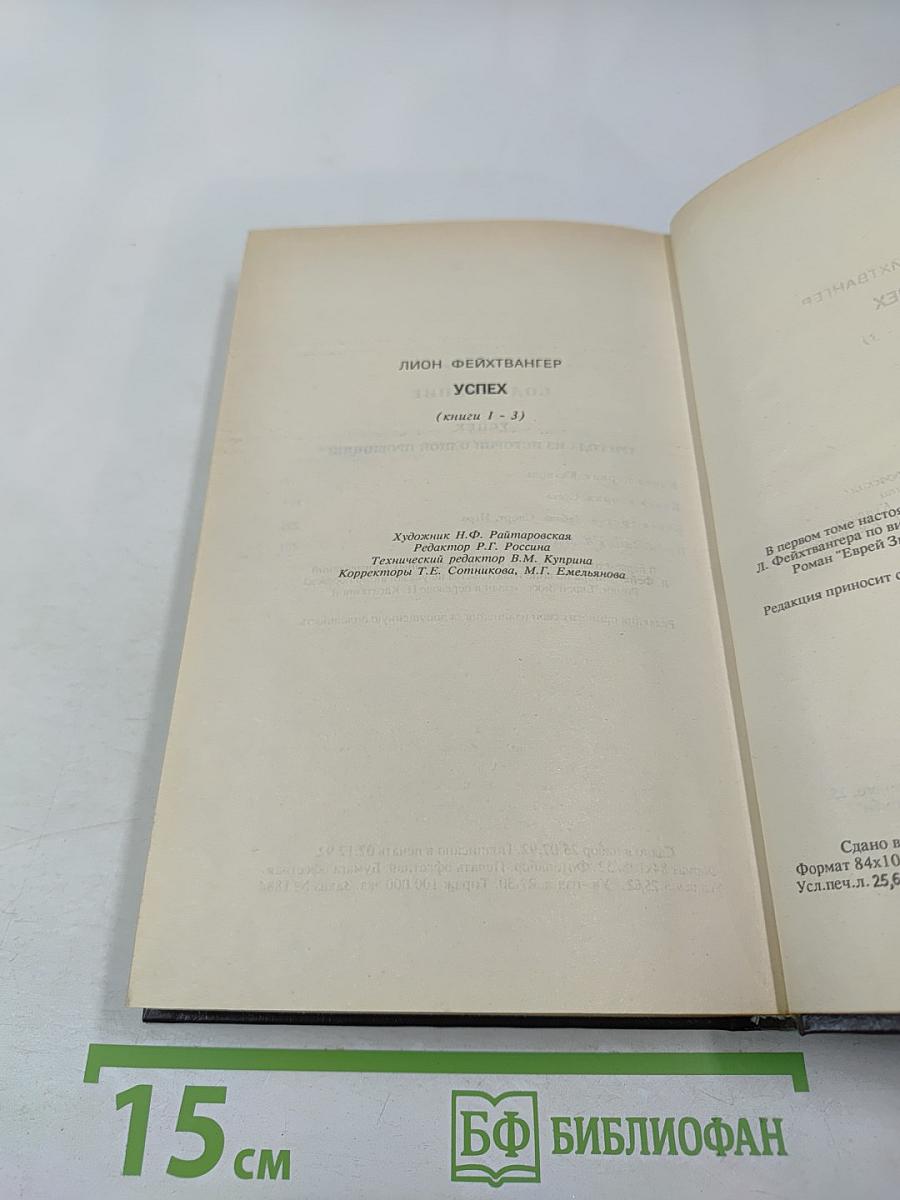 ЛИОН ФЕЙХТВАНГЕР
УСПЕХ
(книги 1 - 3)
Художник Н.Ф. Райтаровская
Редактор Р.Г. Россина
Технический редактор В.М. Куприна
Корректоры Т.Е. Сотникова, М.Г. Емельянова
В первом томе настоя
Л. Фейхтвангера по ви
Роман "Еврей З
Редакция приносит с
Сдано в
Формат 84х10
Усл.печ.л. 25,6
15 см
БФ БИБЛИОФАН